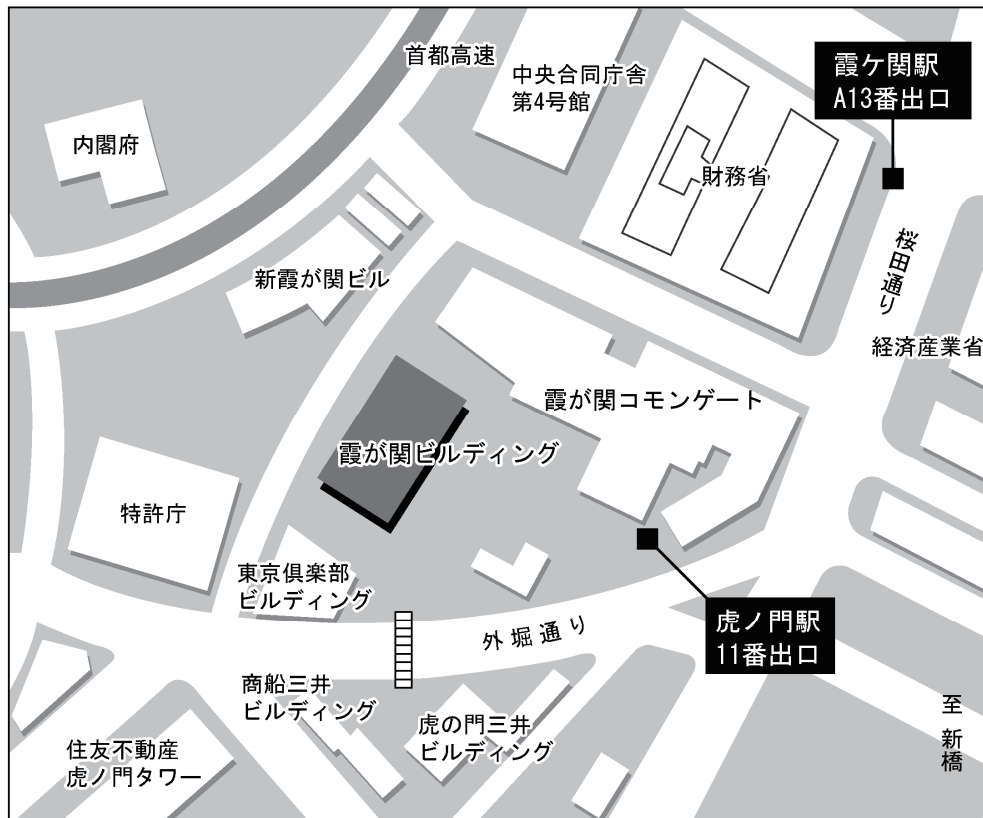 首都高速
中央合同庁舎
第4号館
霞ケ関駅
A13番出口
内閣府
財務省
桜田通り
新霞が関ビル
経済産業省
霞が関コモンゲート
霞が関ビルディング
特許庁
東京倶楽部
ビルディング
外堀通り
虎ノ門駅
11番出口
商船三井
ビルディング
虎の門三井
ビルディング
至 新橋
住友不動産
虎ノ門タワー